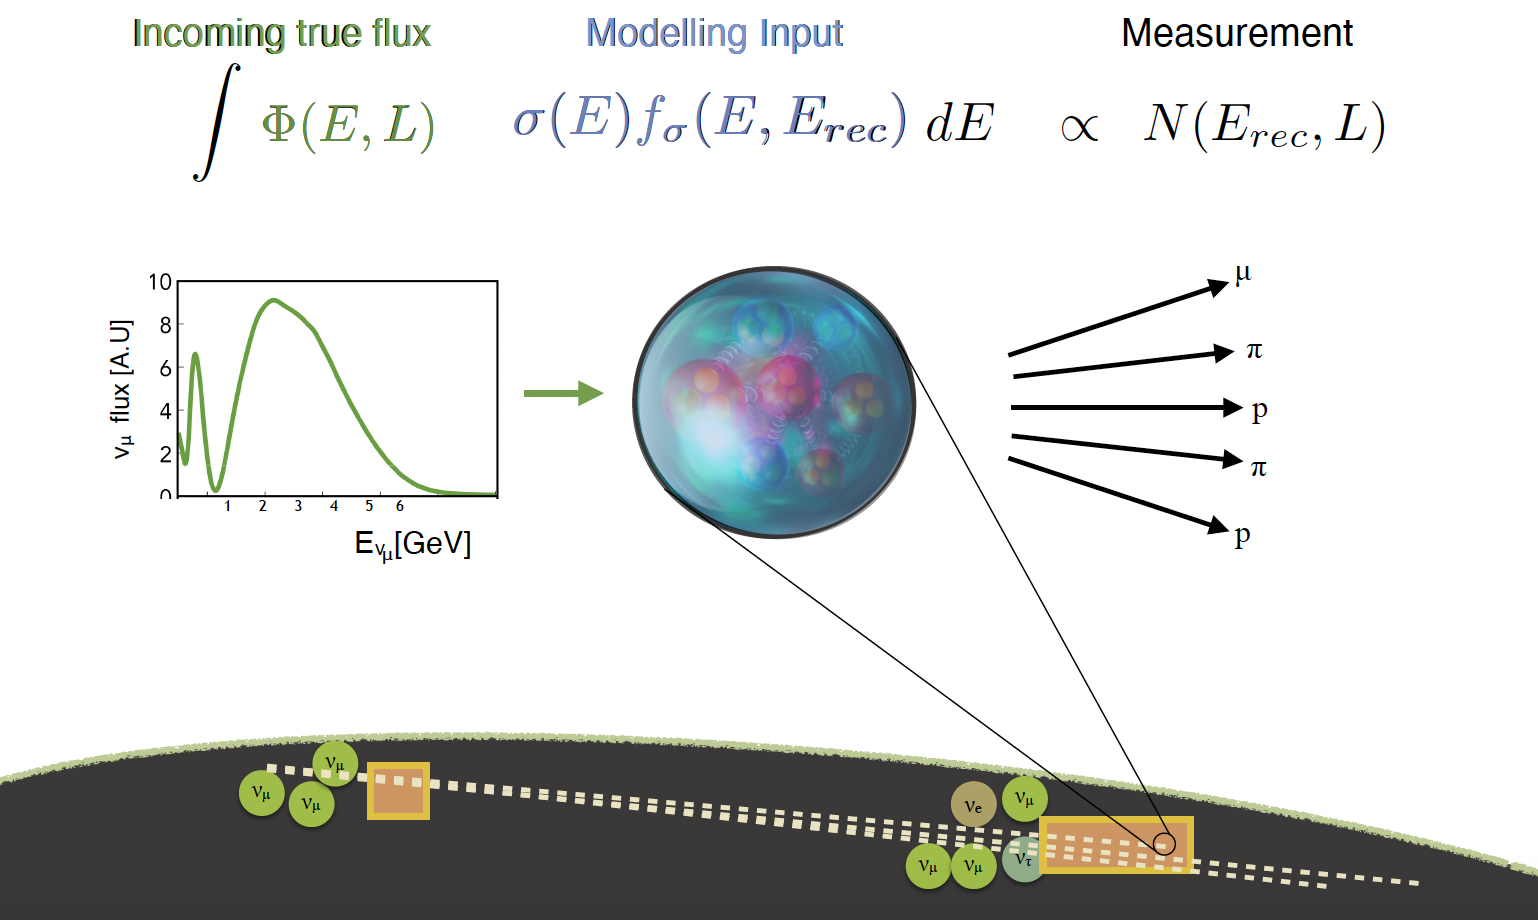 Incoming true flux Modelling Input Measurement
∫ Φ(E, L) σ(E)f_σ(E, E_rec) dE ∝ N(E_rec, L)
10
8
6
4
2
0
ν_μ flux [A.U]
1 2 3 4 5 6
E_ν_μ[GeV]
μ
π
p
π
p
ν_μ
ν_μ
ν_μ
ν_e
ν_μ
ν_μ
ν_μ
ν_τ